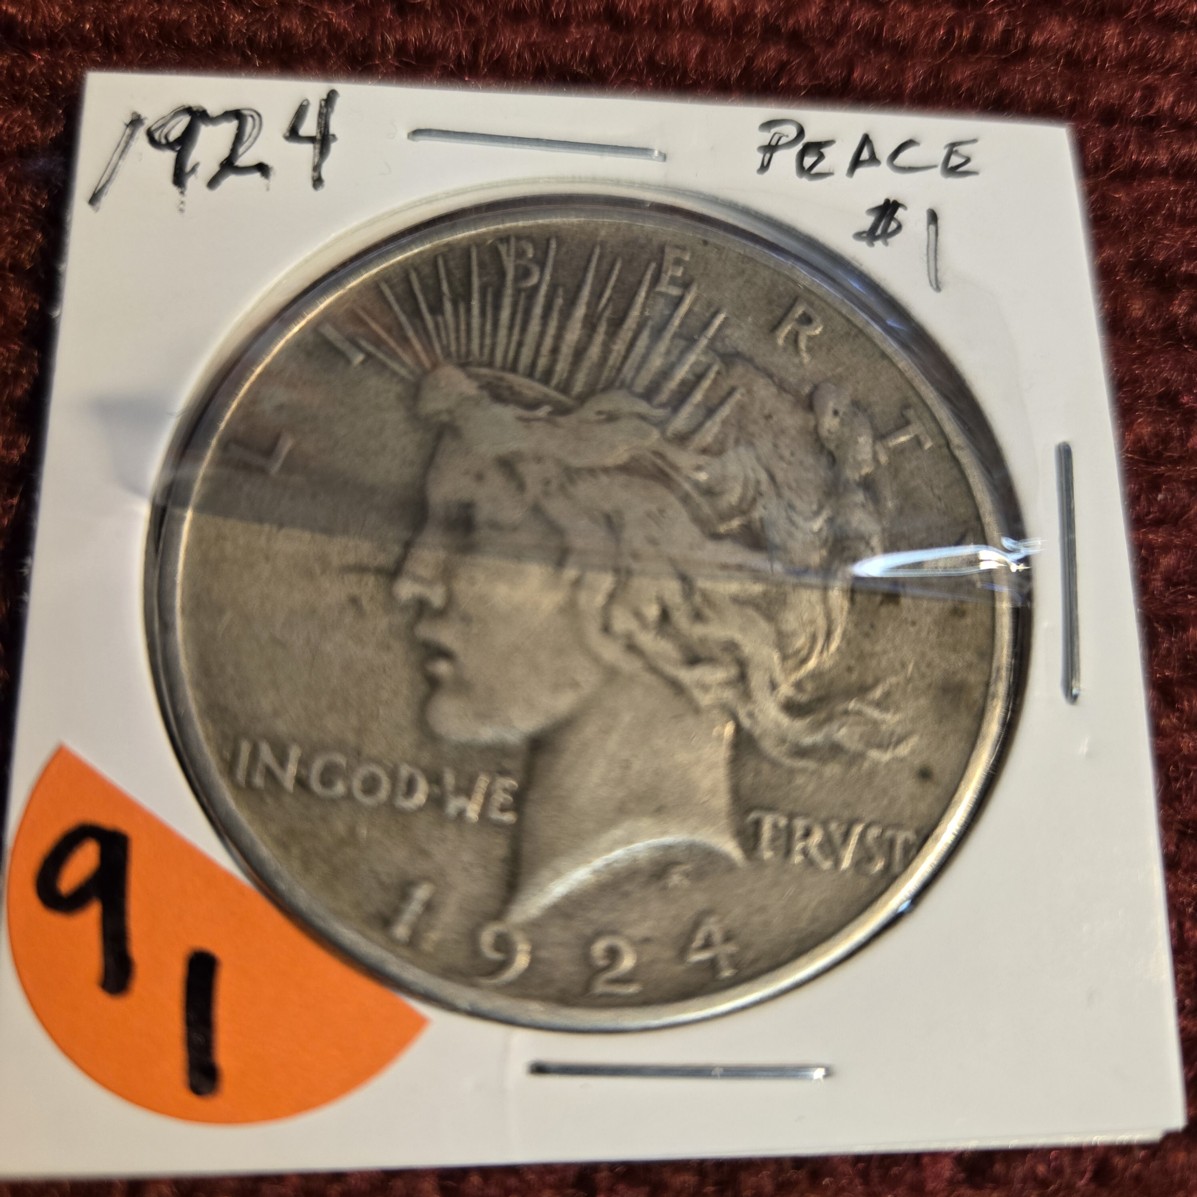 1924
PEACE
$1
LIBERTY
IN·GOD·WE TRVST
1924
91